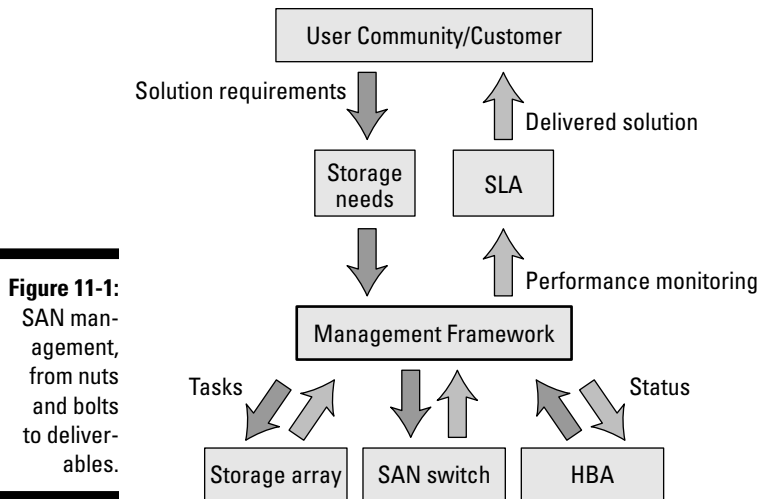 User Community/Customer
Solution requirements
Delivered solution
Storage
needs
SLA
Performance monitoring
Figure 11-1:
SAN man-
agement,
from nuts
and bolts
to deliver-
ables.
Management Framework
Tasks
Status
Storage array
SAN switch
HBA